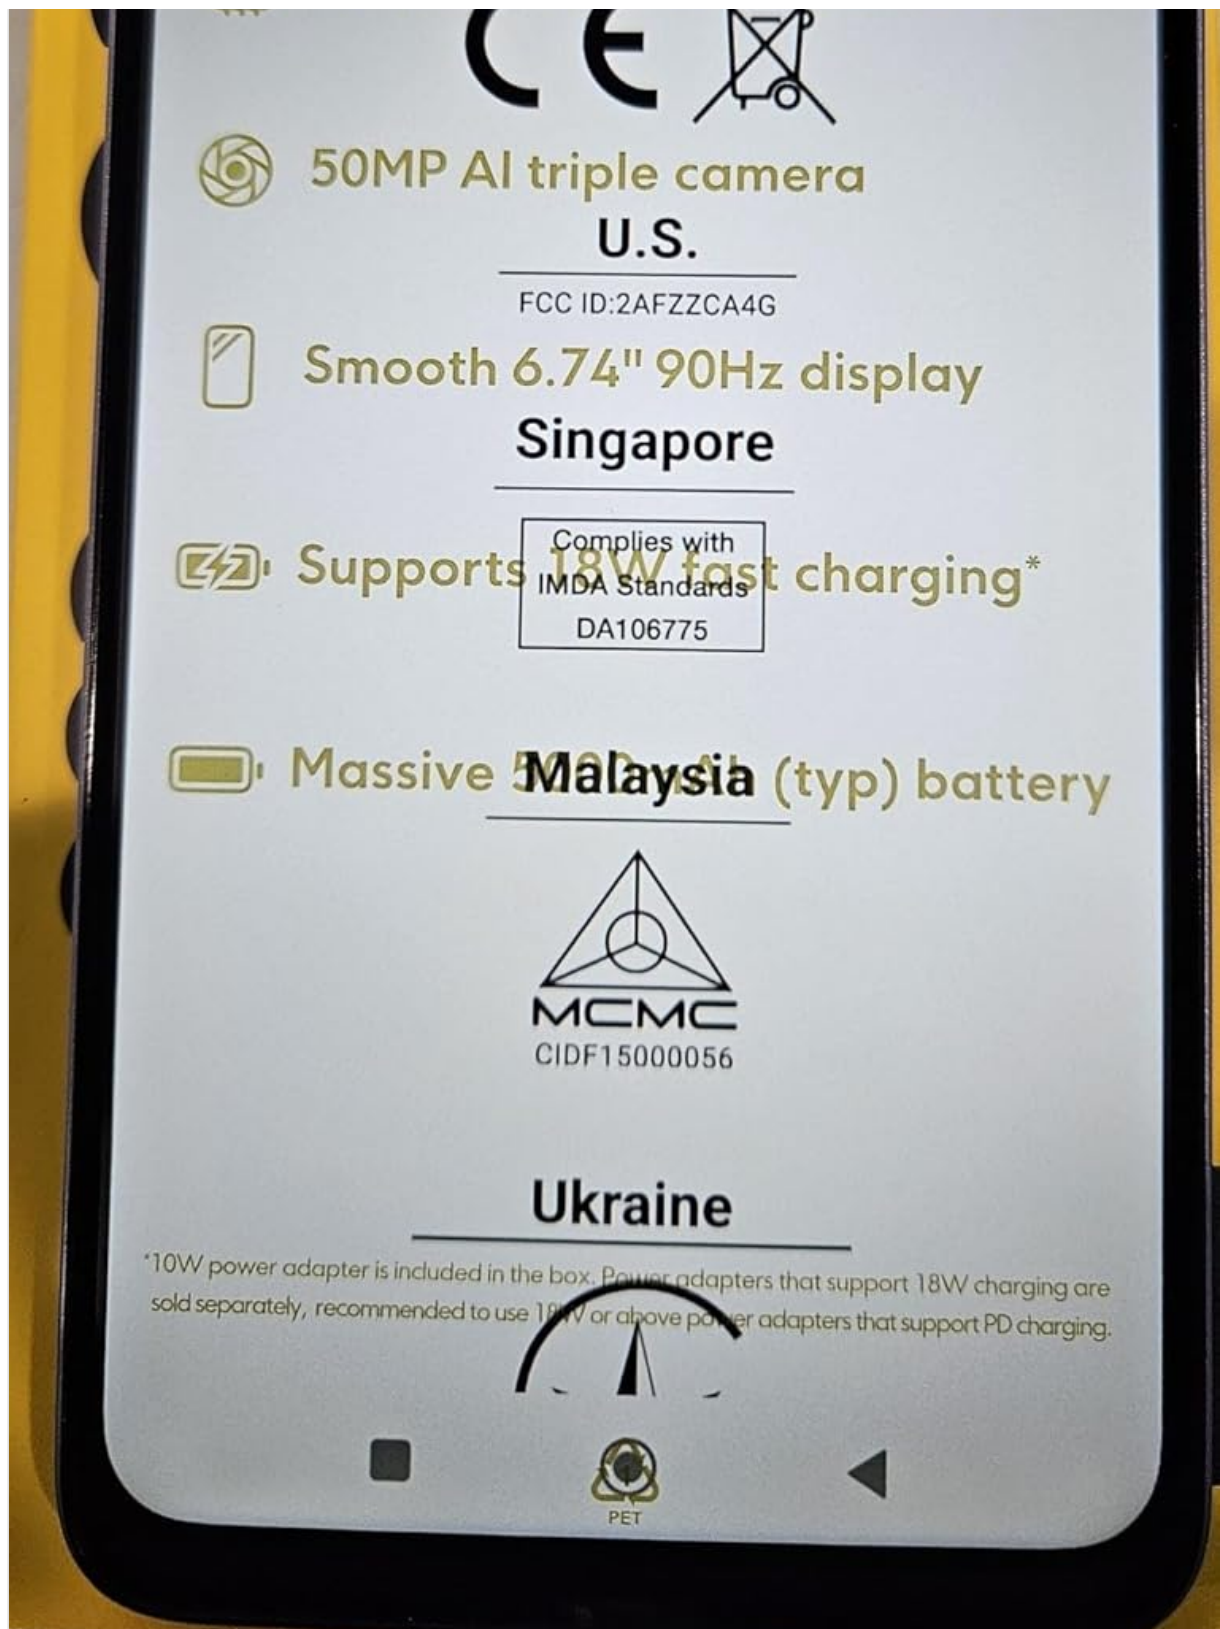 CE
50MP AI triple camera
U.S.
FCC ID:2AFZZCA4G
Smooth 6.74" 90Hz display
Singapore
Complies with
Supports 18W fast charging*
IMDA Standards
DA106775
Massive (typ) battery
Malaysia
MCMC
CIDF15000056
Ukraine
*10W power adapter is included in the box. Power adapters that support 18W charging are
sold separately, recommended to use 18W or above power adapters that support PD charging.
PET